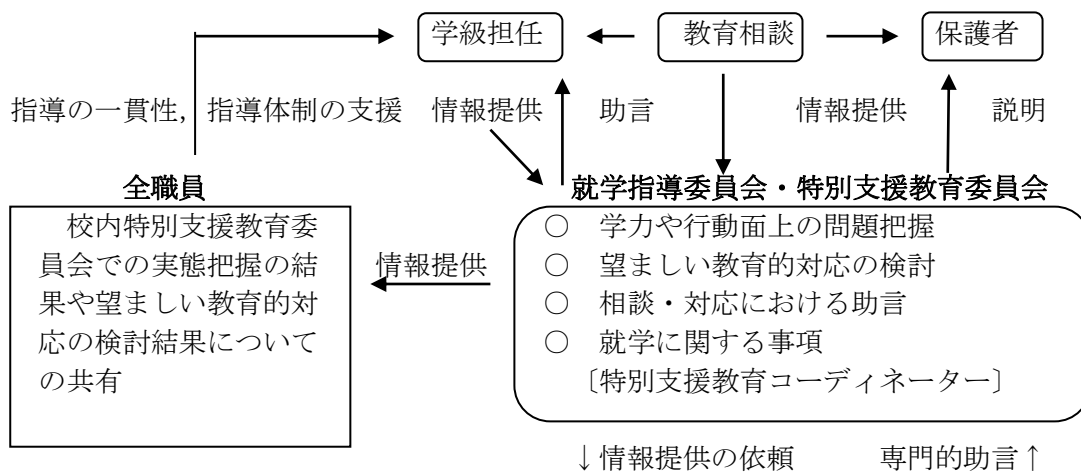 学級担任 教育相談 保護者
指導の一貫性，指導体制の支援 情報提供 助言 情報提供 説明
全職員
校内特別支援教育委
員会での実態把握の結
果や望ましい教育的対
応の検討結果について
の共有
情報提供
就学指導委員会・特別支援教育委員会
○ 学力や行動面上の問題把握
○ 望ましい教育的対応の検討
○ 相談・対応における助言
○ 就学に関する事項
〔特別支援教育コーディネーター〕
↓情報提供の依頼 専門的助言↑